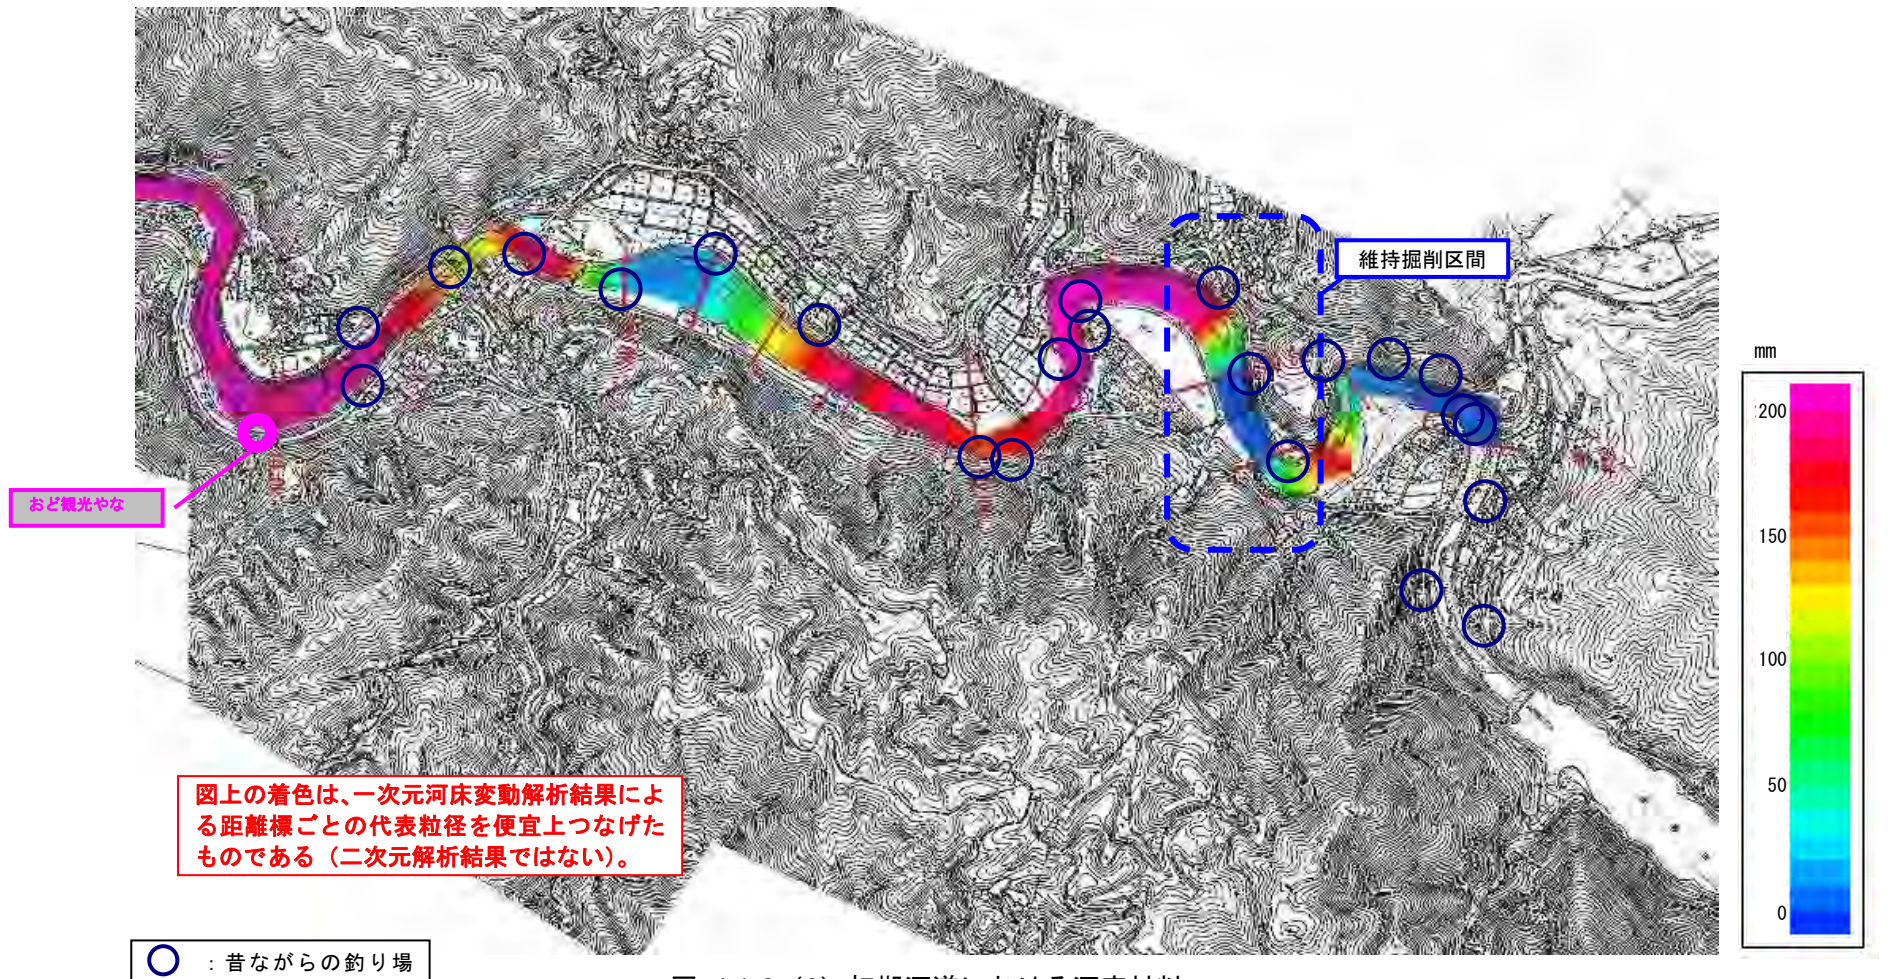 維持掘削区間
mm
200
150
100
50
0
おど観光やな
図上の着色は、一次元河床変動解析結果によ
る距離標ごとの代表粒径を便宜上つなげた
ものである（二次元解析結果ではない）。
：昔ながらの釣り場